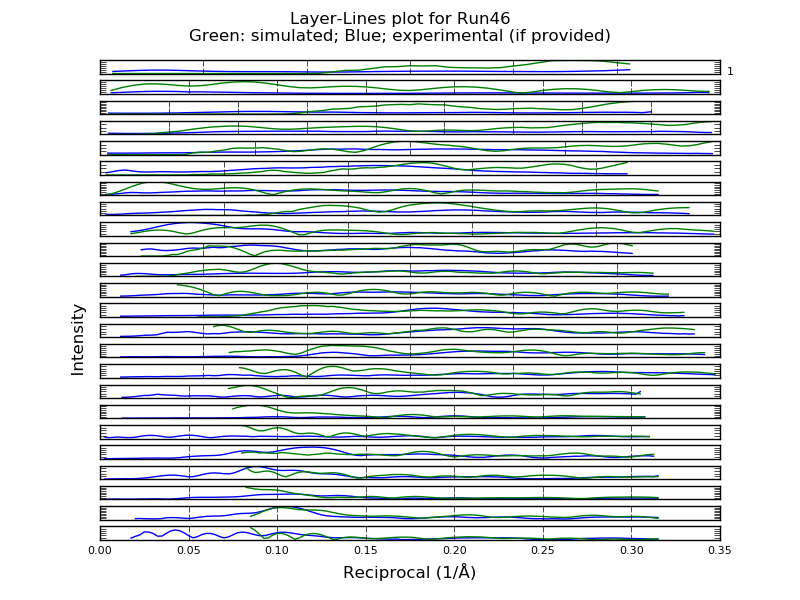 Layer-Lines plot for Run46
Green: simulated; Blue; experimental (if provided)
1
Intensity
0.00 0.05 0.10 0.15 0.20 0.25 0.30 0.35
Reciprocal (1/Å)